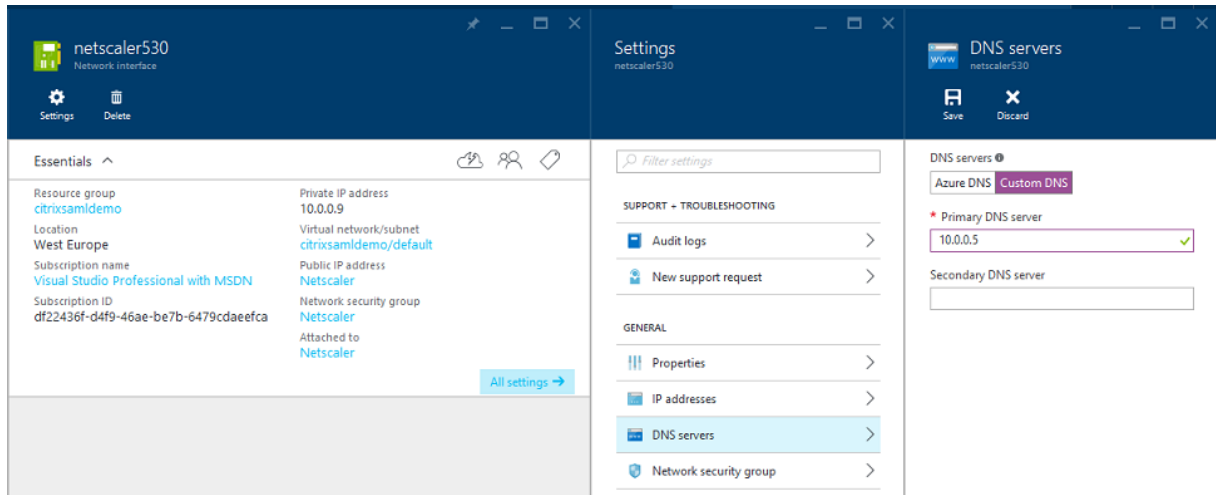 netscaler530
Network interface
Settings
Delete
Essentials
Resource group
citrixsamldemo
Location
West Europe
Subscription name
Visual Studio Professional with MSDN
Subscription ID
df22436f-d4f9-46ae-be7b-6479cdaeefca
Private IP address
10.0.0.9
Virtual network/subnet
citrixsamldemo/default
Public IP address
Netscaler
Network security group
Netscaler
Attached to
Netscaler
All settings →
Settings
netscaler530
Filter settings
SUPPORT + TROUBLESHOOTING
Audit logs
New support request
GENERAL
Properties
IP addresses
DNS servers
Network security group
www
DNS servers
netscaler530
Save
Discard
DNS servers
Azure DNS Custom DNS
* Primary DNS server
10.0.0.5
Secondary DNS server